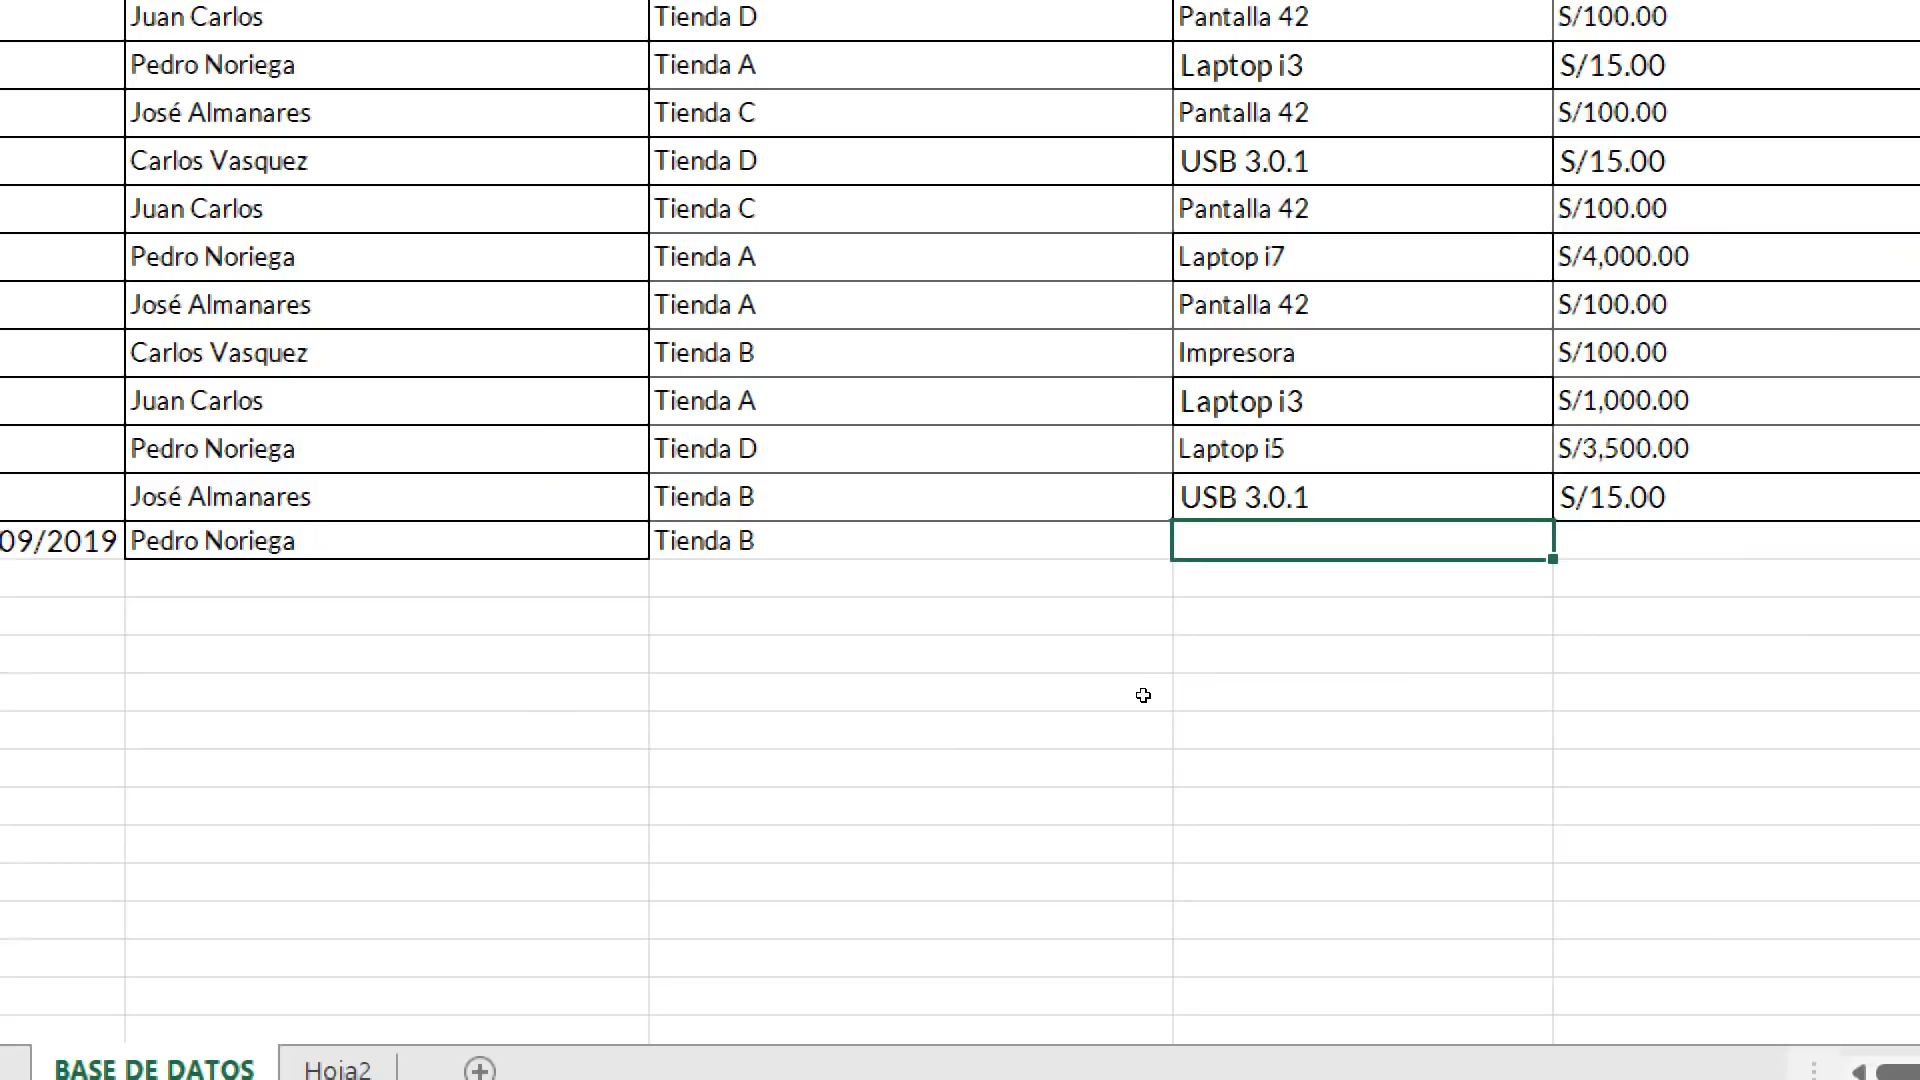 Juan Carlos Tienda D Pantalla 42 S/100.00
Pedro Noriega Tienda A Laptop i3 S/15.00
José Almanares Tienda C Pantalla 42 S/100.00
Carlos Vasquez Tienda D USB 3.0.1 S/15.00
Juan Carlos Tienda C Pantalla 42 S/100.00
Pedro Noriega Tienda A Laptop i7 S/4,000.00
José Almanares Tienda A Pantalla 42 S/100.00
Carlos Vasquez Tienda B Impresora S/100.00
Juan Carlos Tienda A Laptop i3 S/1,000.00
Pedro Noriega Tienda D Laptop i5 S/3,500.00
José Almanares Tienda B USB 3.0.1 S/15.00
09/2019 Pedro Noriega Tienda B
BASE DE DATOS Hoja2